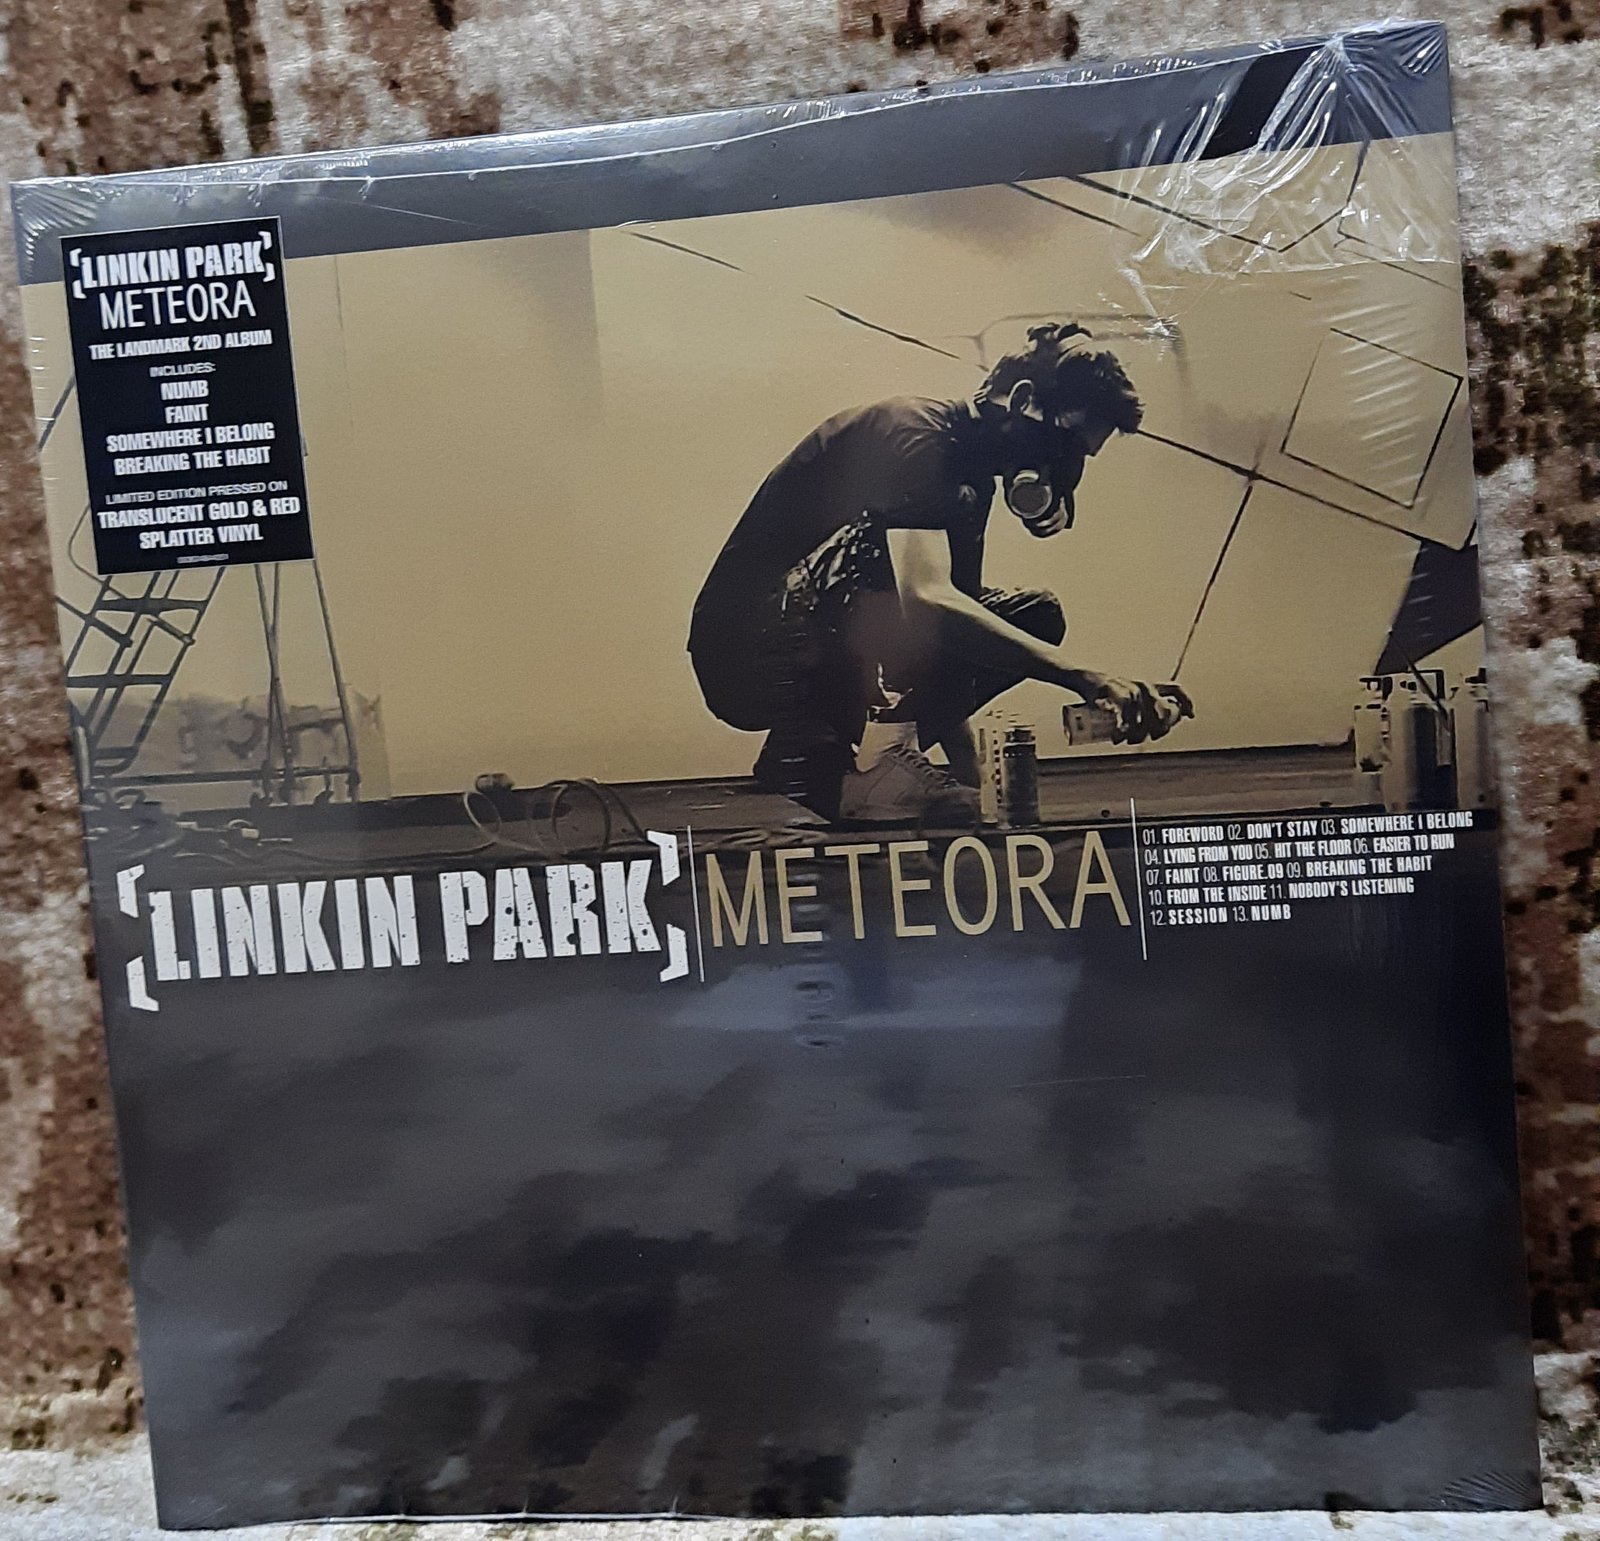 [LINKIN PARK]
METEORA
THE LANDMARK 2ND ALBUM
INCLUDES:
NUMB
FAINT
SOMEWHERE I BELONG
BREAKING THE HABIT
LIMITED EDITION PRESSED ON
TRANSLUCENT GOLD & RED
SPLATTER VINYL
[LINKIN PARK]
METEORA
01. FOREWORD 02. DON'T STAY 03. SOMEWHERE I BELONG
04. LYING FROM YOU 05. HIT THE FLOOR 06. EASIER TO RUN
07. FAINT 08. FIGURE.09 09. BREAKING THE HABIT
10. FROM THE INSIDE 11. NOBODY'S LISTENING
12. SESSION 13. NUMB